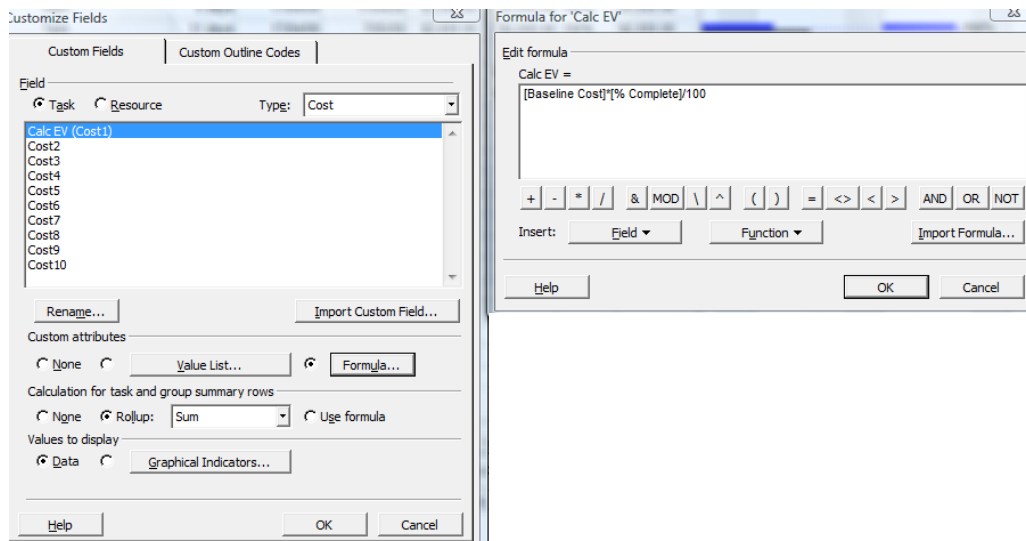 Customize Fields
Custom Fields
Custom Outline Codes
Field
Task
Resource
Type:
Cost
Calc EV (Cost1)
Cost2
Cost3
Cost4
Cost5
Cost6
Cost7
Cost8
Cost9
Cost10
Rename...
Import Custom Field...
Custom attributes
None
Value List...
Formula...
Calculation for task and group summary rows
None
Rollup:
Sum
Use formula
Values to display
Data
Graphical Indicators...
Help
OK
Cancel
Formula for 'Calc EV'
Edit formula
Calc EV =
[Baseline Cost]*[% Complete]/100
+ - * / & MOD \ ^ ( ) = <> < > AND OR NOT
Insert:
Field
Function
Import Formula...
Help
OK
Cancel